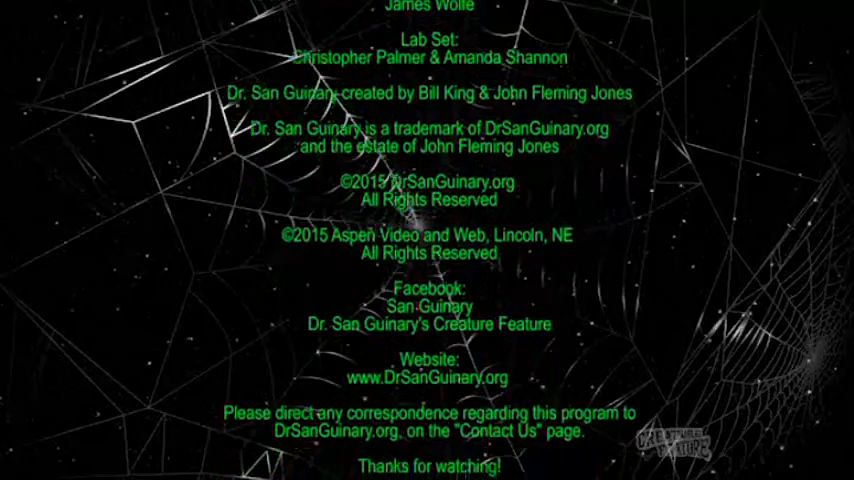 James Wolfe
Lab Set:
Christopher Palmer & Amanda Shannon
Dr. San Guinary created by Bill King & John Fleming Jones
Dr. San Guinary is a trademark of DrSanGuinary.org
and the estate of John Fleming Jones
©2015 DrSanGuinary.org
All Rights Reserved
©2015 Aspen Video and Web, Lincoln, NE
All Rights Reserved
Facebook:
San Guinary
Dr. San Guinary's Creature Feature
Website:
www.DrSanGuinary.org
Please direct any correspondence regarding this program to
DrSanGuinary.org, on the "Contact Us" page.
CREATURE
FEATURE
Thanks for watching!